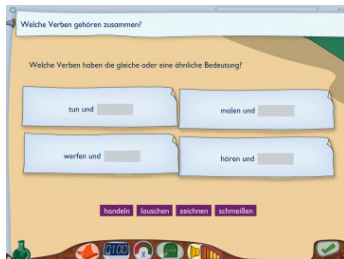 Welche Verben gehören zusammen?
Welche Verben haben die gleiche oder eine ähnliche Bedeutung?
tun und
malen und
werfen und
hören und
handeln lauschen zeichnen schmeißen